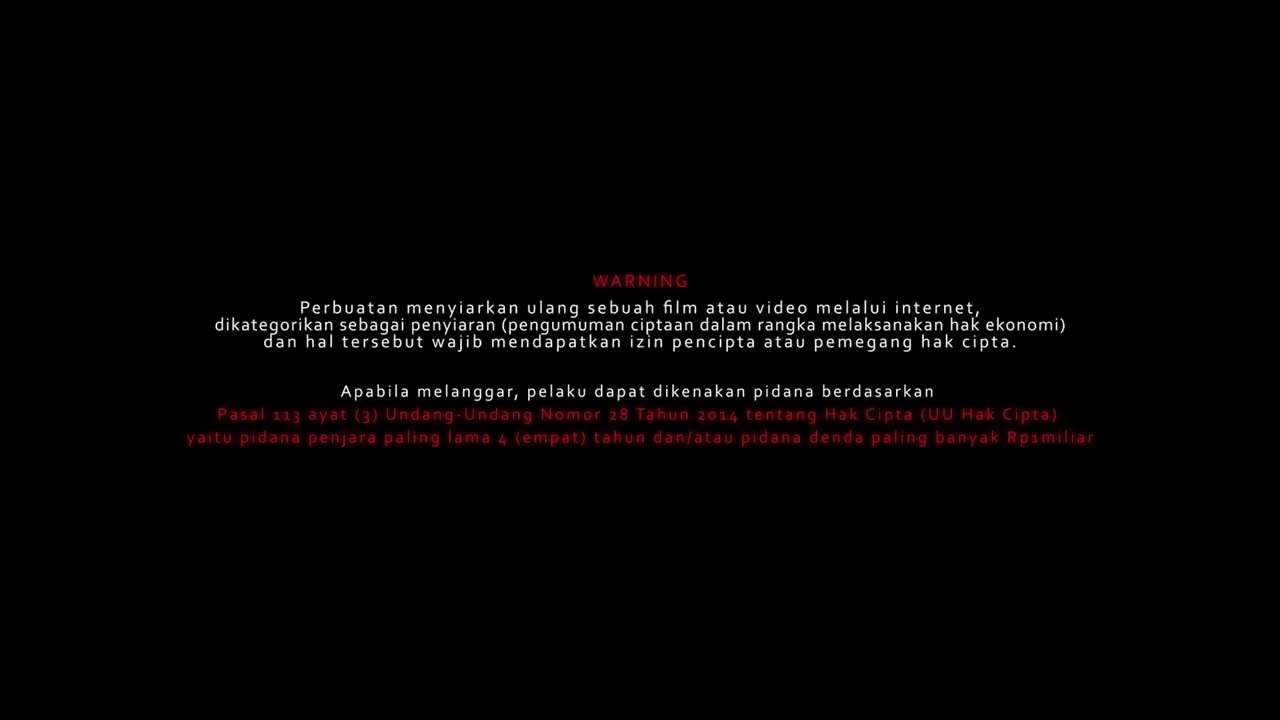 WARNING
Perbuatan menyiarkan ulang sebuah film atau video melalui internet,
dikategorikan sebagai penyiaran (pengumuman ciptaan dalam rangka melaksanakan hak ekonomi)
dan hal tersebut wajib mendapatkan izin pencipta atau pemegang hak cipta.
Apabila melanggar, pelaku dapat dikenakan pidana berdasarkan
Pasal 113 ayat (3) Undang-Undang Nomor 28 Tahun 2014 tentang Hak Cipta (UU Hak Cipta)
yaitu pidana penjara paling lama 4 (empat) tahun dan/atau pidana denda paling banyak Rp1miliar